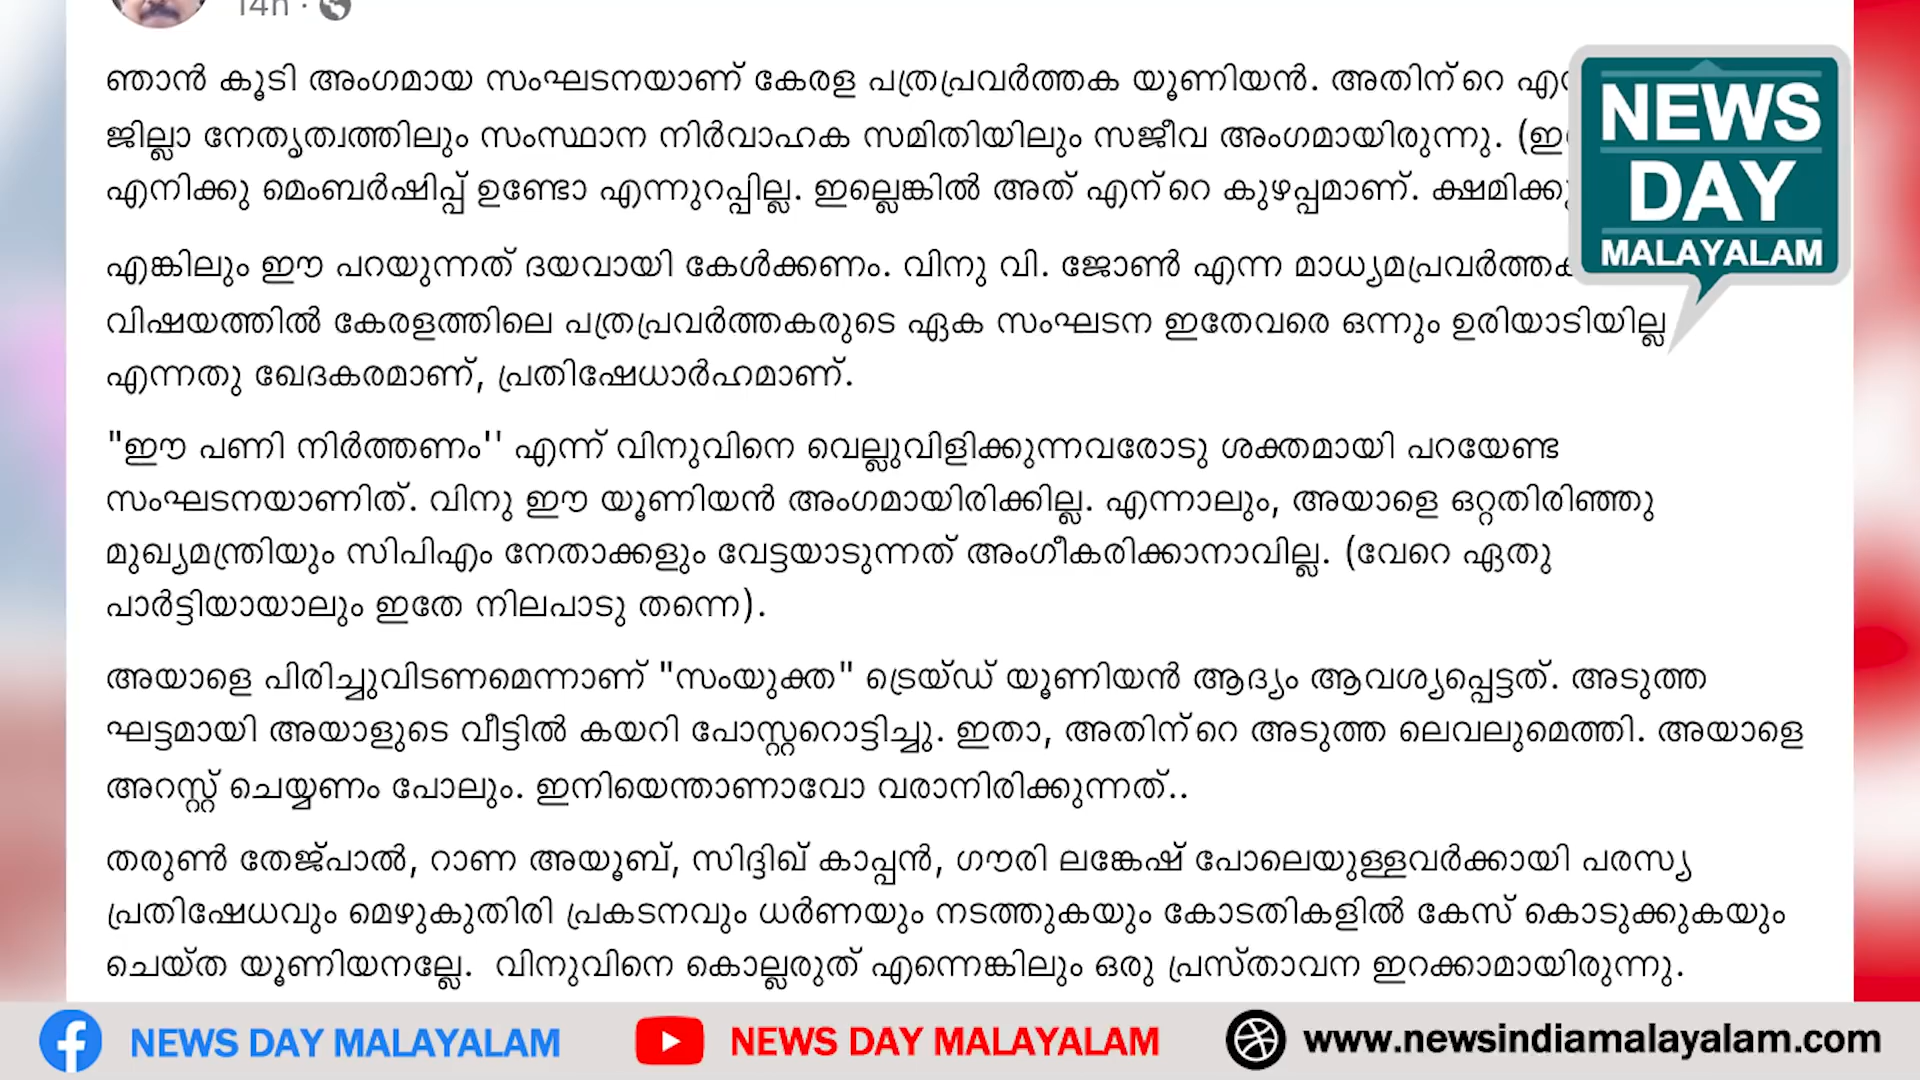 14h
ഞാൻ കൂടി അംഗമായ സംഘടനയാണ് കേരള പത്രപ്രവർത്തക യൂണിയൻ. അതിന്റെ
ജില്ലാ നേതൃത്വത്തിലും സംസ്ഥാന നിർവാഹക സമിതിയിലും സജീവ അംഗമായിരുന്നു.
എനിക്കു മെംബർഷിപ്പ് ഉണ്ടോ എന്നുറപ്പില്ല. ഇല്ലെങ്കിൽ അത് എന്റെ കുഴപ്പമാണ്.
എങ്കിലും ഈ പറയുന്നത് ദയവായി കേൾക്കണം. വിനു വി. ജോൺ എന്ന
വിഷയത്തിൽ കേരളത്തിലെ പത്രപ്രവർത്തകരുടെ ഏക സംഘടന ഇതേവരെ ഒന്നും ഉരിയാടിയില്ല
എന്നതു ഖേദകരമാണ്, പ്രതിഷേധാർഹമാണ്.
"ഈ പണി നിർത്തണം'' എന്ന് വിനുവിനെ വെല്ലുവിളിക്കുന്നവരോടു ശക്തമായി പറയേണ്ട
സംഘടനയാണിത്. വിനു ഈ യൂണിയൻ അംഗമായിരിക്കില്ല. എന്നാലും, അയാളെ ഒറ്റതിരിഞ്ഞു
മുഖ്യമന്ത്രിയും സിപിഎം നേതാക്കളും വേട്ടയാടുന്നത് അംഗീകരിക്കാനാവില്ല. (വേറെ ഏതു
പാർട്ടിയായാലും ഇതേ നിലപാടു തന്നെ).
അയാളെ പിരിച്ചുവിടണമെന്നാണ് "സംയുക്ത" ട്രെയ്ഡ് യൂണിയൻ ആദ്യം ആവശ്യപ്പെട്ടത്. അടുത്ത
ഘട്ടമായി അയാളുടെ വീട്ടിൽ കയറി പോസ്റ്ററൊട്ടിച്ചു. ഇതാ, അതിന്റെ അടുത്ത ലെവലുമെത്തി. അയാളെ
അറസ്റ്റ് ചെയ്യണം പോലും. ഇനിയെന്താണാവോ വരാനിരിക്കുന്നത്..
തരുൺ തേജ്പാൽ, റാണ അയൂബ്, സിദ്ദിഖ് കാപ്പൻ, ഗൗരി ലങ്കേഷ് പോലെയുള്ളവർക്കായി പരസ്യ
പ്രതിഷേധവും മെഴുകുതിരി പ്രകടനവും ധർണയും നടത്തുകയും കോടതികളിൽ കേസ് കൊടുക്കുകയും
ചെയ്ത യൂണിയനല്ലേ. വിനുവിനെ കൊല്ലരുത് എന്നെങ്കിലും ഒരു പ്രസ്താവന ഇറക്കാമായിരുന്നു.
NEWS
DAY
MALAYALAM
NEWS DAY MALAYALAM
NEWS DAY MALAYALAM
www.newsindiamalayalam.com